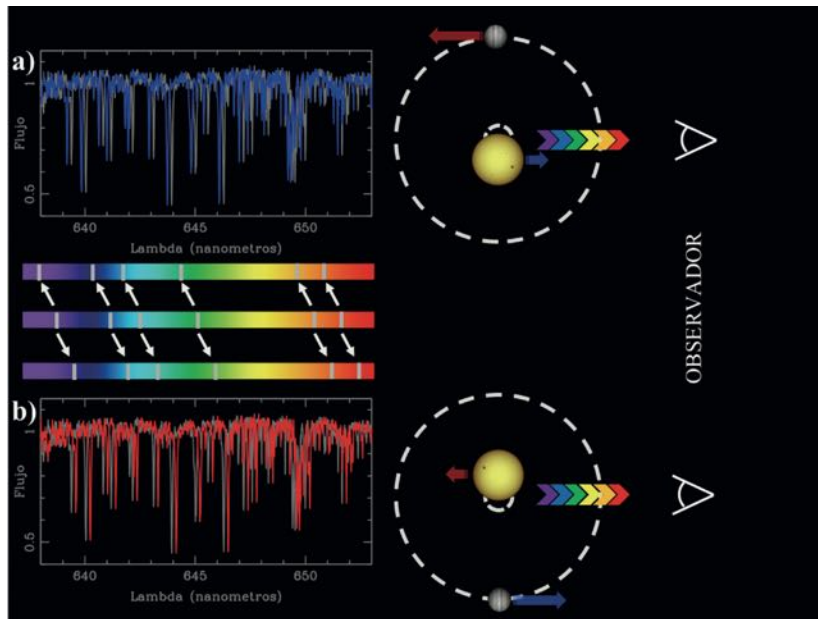 a)
Flujo
1
0.5
640
645
650
Lambda (nanometros)
OBSERVADOR
b)
Flujo
1
0.5
640
645
650
Lambda (nanometros)